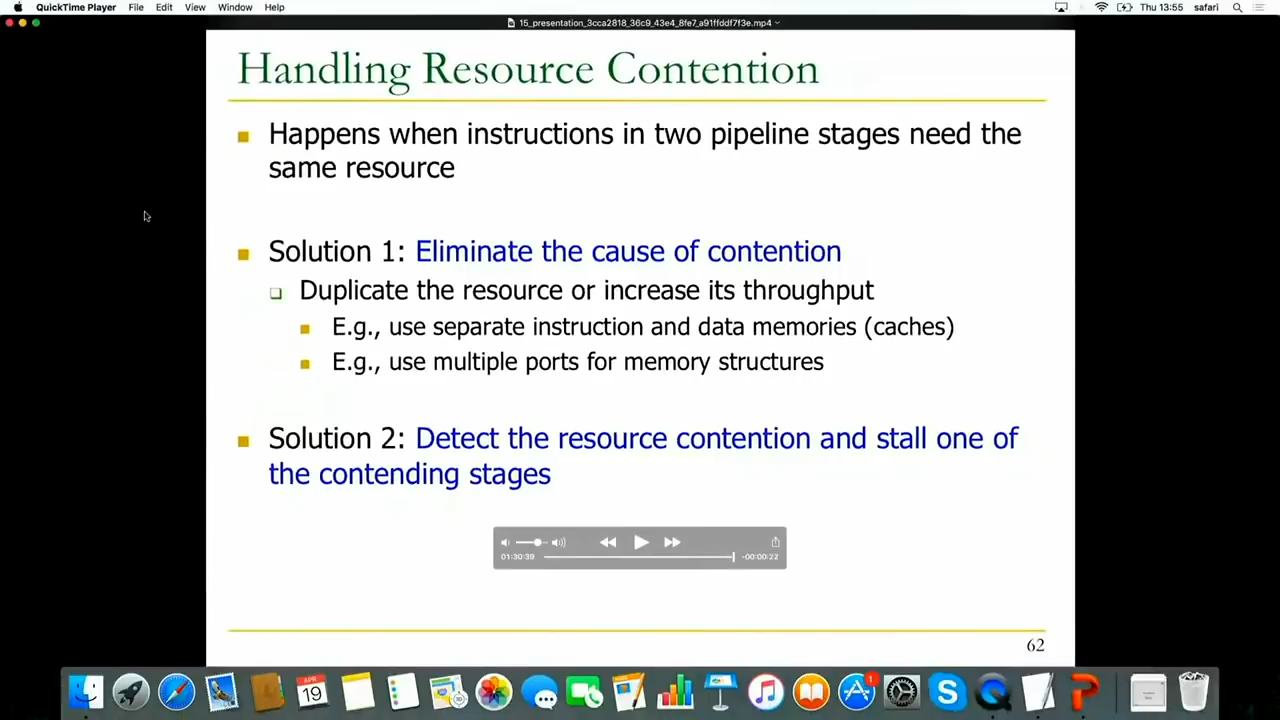 QuickTime Player File Edit View Window Help Thu 13:55 safari
15_presentation_3cca2818_36c9_43e4_8fe7_a91ffddf7f3e.mp4
Handling Resource Contention
Happens when instructions in two pipeline stages need the
same resource
Solution 1: Eliminate the cause of contention
Duplicate the resource or increase its throughput
E.g., use separate instruction and data memories (caches)
E.g., use multiple ports for memory structures
Solution 2: Detect the resource contention and stall one of
the contending stages
01:30:39 -00:00:22
62
APR
19
1